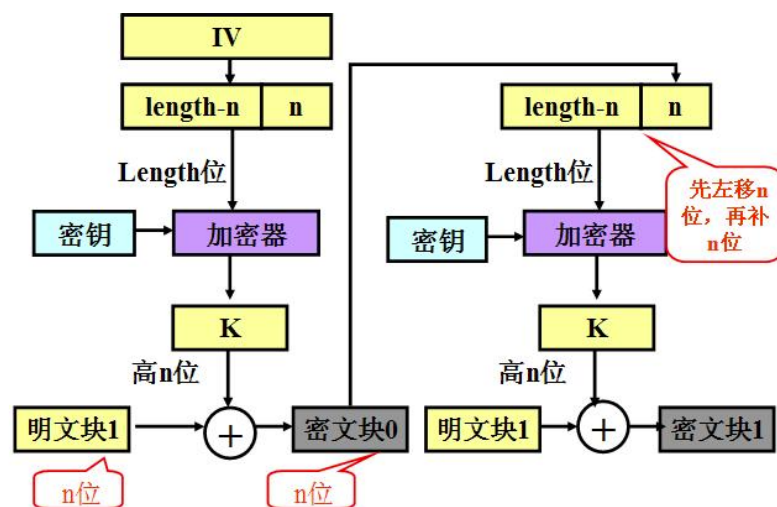 IV
length-n n
Length位
密钥
加密器
K
高n位
明文块1
+
密文块0
n位
n位
length-n n
Length位
先左移n
位，再补
n位
密钥
加密器
K
高n位
明文块1
+
密文块1